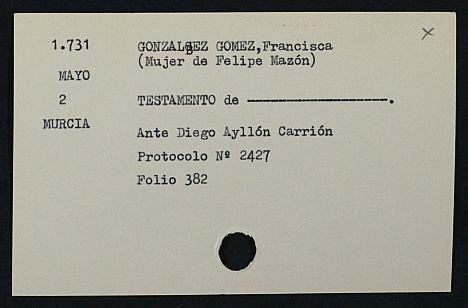 1.731
GONZALBEZ GOMEZ,Francisca
(Mujer de Felipe Mazón)
MAYO
2
TESTAMENTO de --------------------.
MURCIA
Ante Diego Ayllón Carrión
Protocolo Nº 2427
Folio 382
X